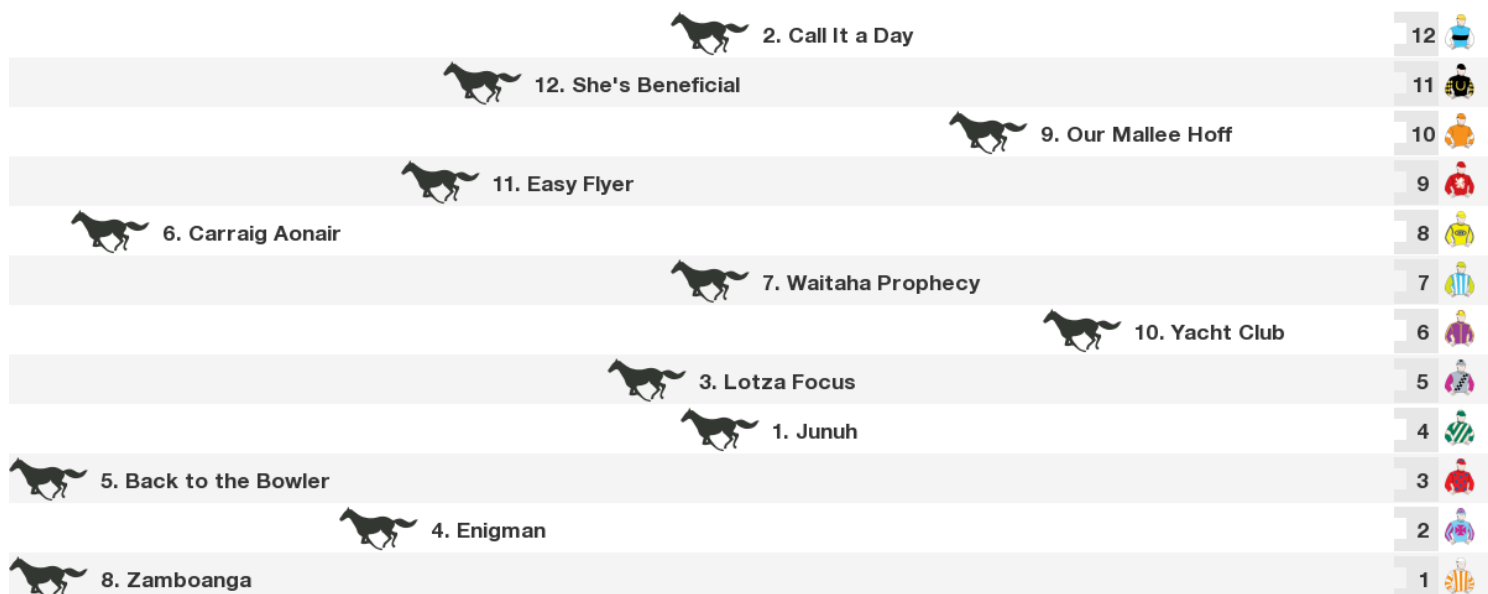 2. Call It a Day 12
12. She's Beneficial 11
9. Our Mallee Hoff 10
11. Easy Flyer 9
6. Carraig Aonair 8
7. Waitaha Prophecy 7
10. Yacht Club 6
3. Lotza Focus 5
1. Junuh 4
5. Back to the Bowler 3
4. Enigman 2
8. Zamboanga 1